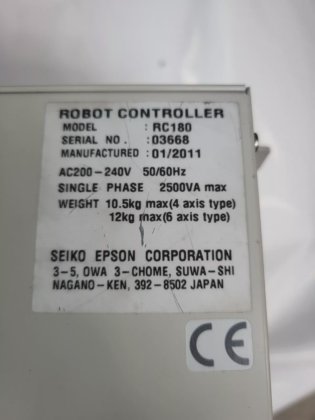 ROBOT CONTROLLER
MODEL : RC180
SERIAL NO. : 03668
MANUFACTURED : 01/2011
AC200-240V 50/60Hz
SINGLE PHASE 2500VA max
WEIGHT 10.5kg max(4 axis type)
12kg max(6 axis type)
SEIKO EPSON CORPORATION
3-5, OWA 3-CHOME, SUWA-SHI
NAGANO-KEN, 392-8502 JAPAN
CE